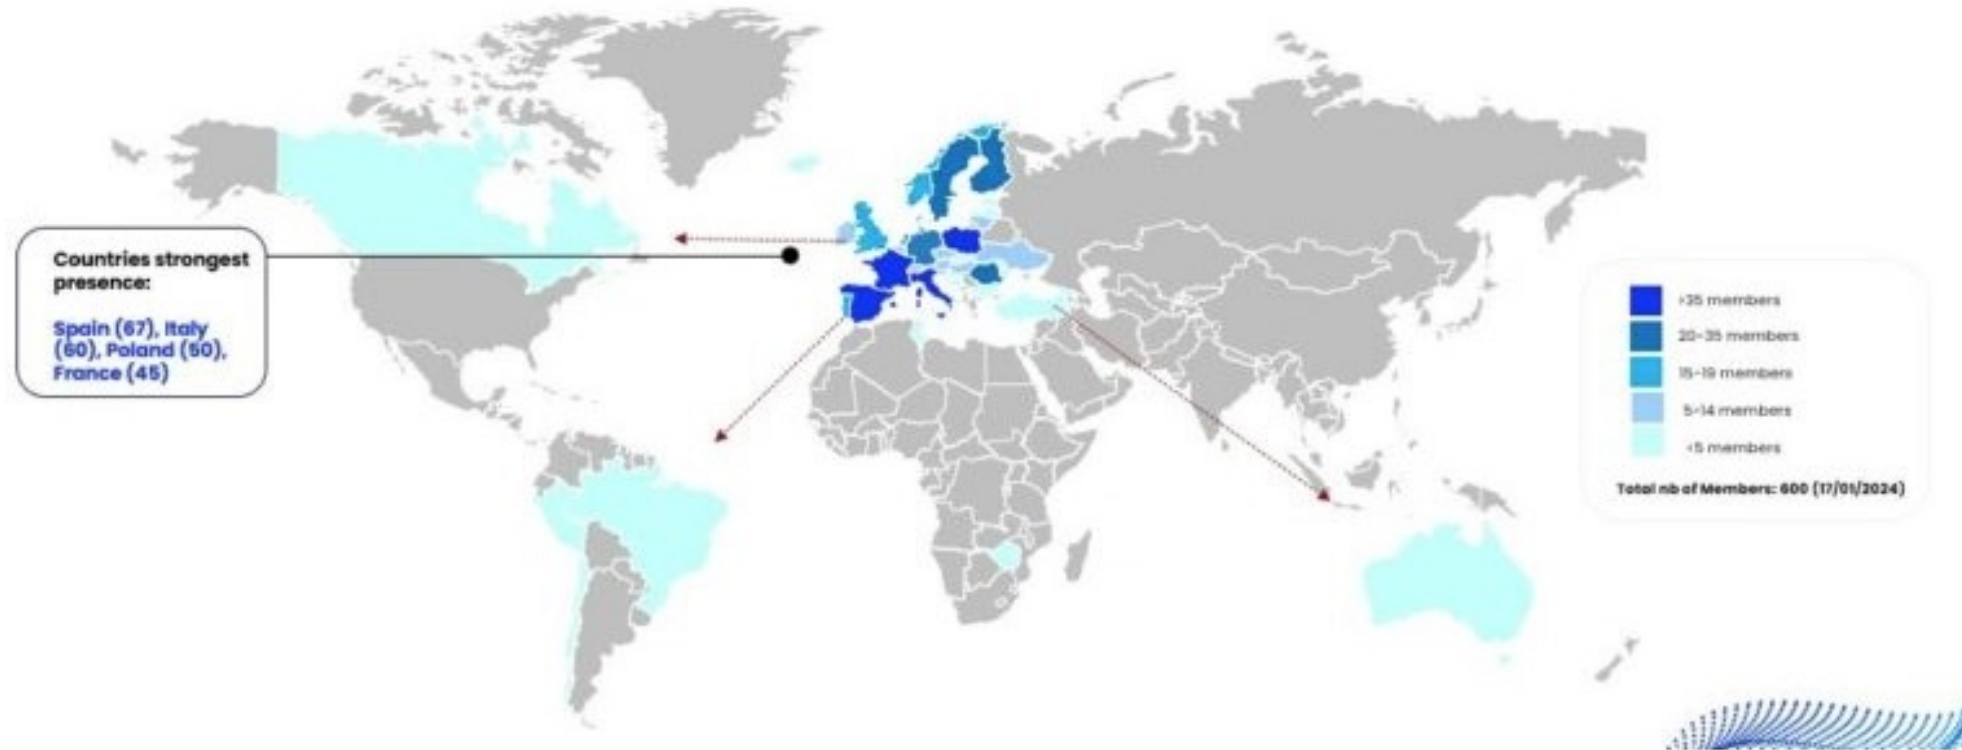 Countries strongest
presence:
Spain (67), Italy
(60), Poland (50),
France (45)
>35 members
20-35 members
15-19 members
5-14 members
<5 members
Total nb of Members: 600 (17/01/2024)